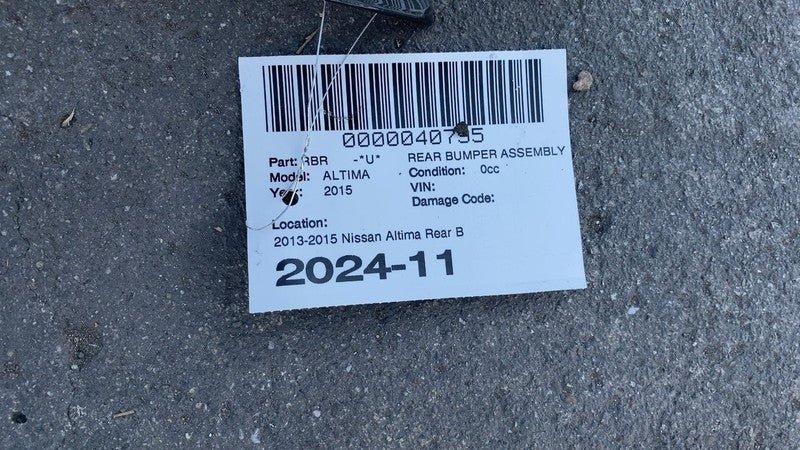 0000040795
Part: RBR -*U* REAR BUMPER ASSEMBLY
Model: ALTIMA Condition: 0cc
Year: 2015 VIN:
Damage Code:
Location:
2013-2015 Nissan Altima Rear B
2024-11